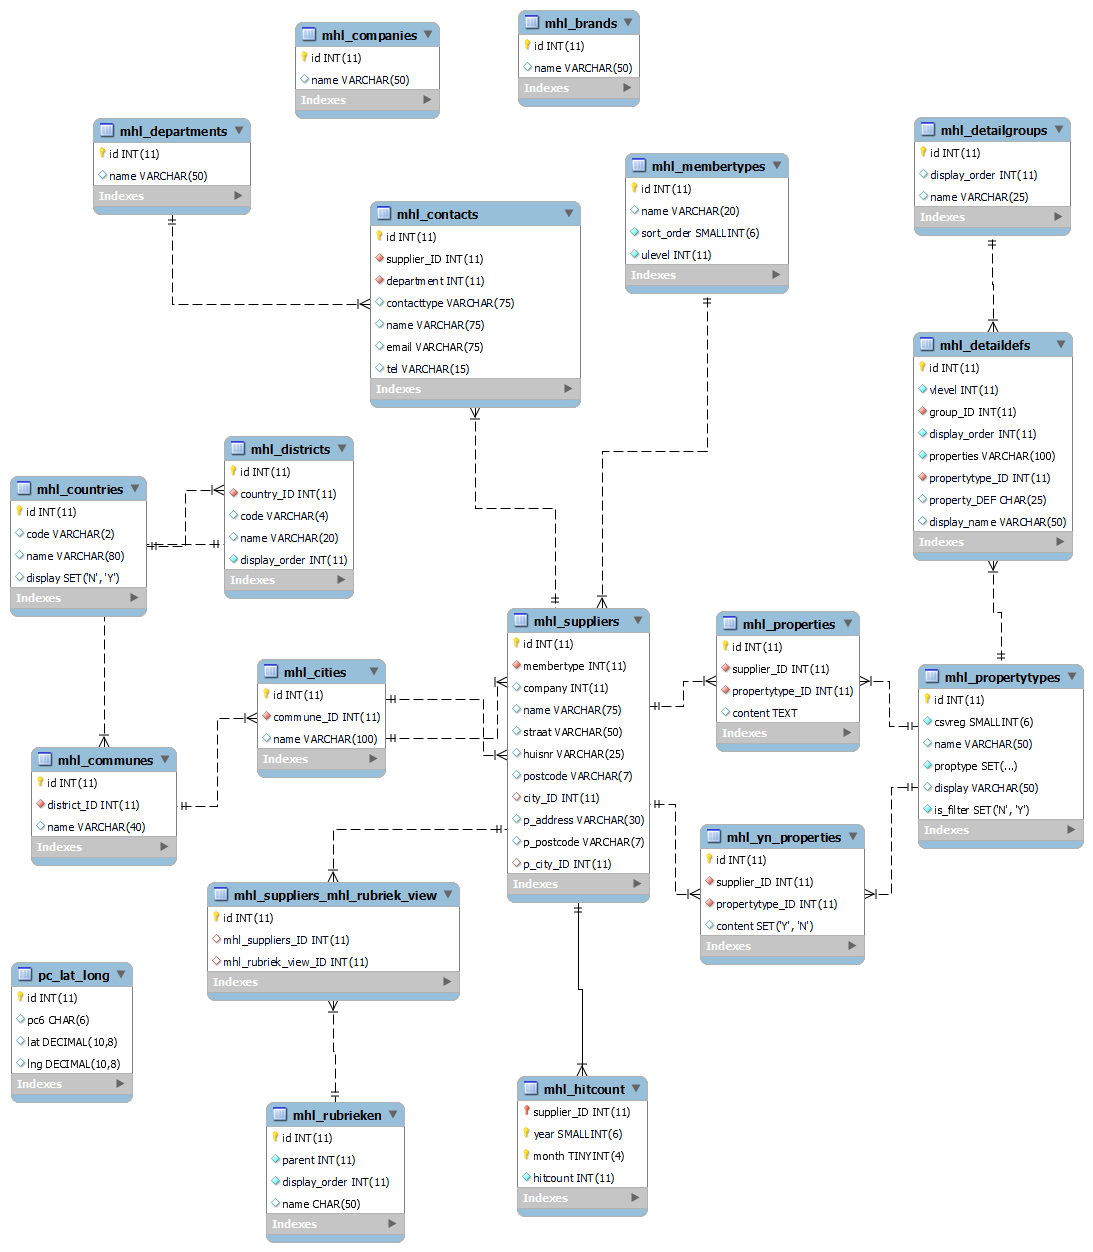 mhl_companies
id INT(11)
name VARCHAR(50)
Indexes
mhl_brands
id INT(11)
name VARCHAR(50)
Indexes
mhl_departments
id INT(11)
name VARCHAR(50)
Indexes
mhl_contacts
id INT(11)
supplier_ID INT(11)
department INT(11)
contacttype VARCHAR(75)
name VARCHAR(75)
email VARCHAR(75)
tel VARCHAR(15)
Indexes
mhl_membertypes
id INT(11)
name VARCHAR(20)
sort_order SMALLINT(6)
ulevel INT(11)
Indexes
mhl_detailgroups
id INT(11)
display_order INT(11)
name VARCHAR(25)
Indexes
mhl_detaildefs
id INT(11)
vlevel INT(11)
group_ID INT(11)
display_order INT(11)
properties VARCHAR(100)
propertytype_ID INT(11)
property_DEF CHAR(25)
display_name VARCHAR(50)
Indexes
mhl_districts
id INT(11)
country_ID INT(11)
code VARCHAR(4)
name VARCHAR(20)
display_order INT(11)
Indexes
mhl_countries
id INT(11)
code VARCHAR(2)
name VARCHAR(80)
display SET('N', 'Y')
Indexes
mhl_cities
id INT(11)
commune_ID INT(11)
name VARCHAR(100)
Indexes
mhl_communes
id INT(11)
district_ID INT(11)
name VARCHAR(40)
Indexes
mhl_suppliers
id INT(11)
membertype INT(11)
company INT(11)
name VARCHAR(75)
straat VARCHAR(50)
huisnr VARCHAR(25)
postcode VARCHAR(7)
city_ID INT(11)
p_address VARCHAR(30)
p_postcode VARCHAR(7)
p_city_ID INT(11)
Indexes
mhl_properties
id INT(11)
supplier_ID INT(11)
propertytype_ID INT(11)
content TEXT
Indexes
mhl_propertytypes
id INT(11)
csvreg SMALLINT(6)
name VARCHAR(50)
proptype SET(...)
display VARCHAR(50)
is_filter SET('N', 'Y')
Indexes
mhl_yn_properties
id INT(11)
supplier_ID INT(11)
propertytype_ID INT(11)
content SET('Y', 'N')
Indexes
mhl_suppliers_mhl_rubriek_view
id INT(11)
mhl_suppliers_ID INT(11)
mhl_rubriek_view_ID INT(11)
Indexes
pc_lat_long
id INT(11)
pc6 CHAR(6)
lat DECIMAL(10,8)
lng DECIMAL(10,8)
Indexes
mhl_rubrieken
id INT(11)
parent INT(11)
display_order INT(11)
name CHAR(50)
Indexes
mhl_hitcount
supplier_ID INT(11)
year SMALLINT(6)
month TINYINT(4)
hitcount INT(11)
Indexes